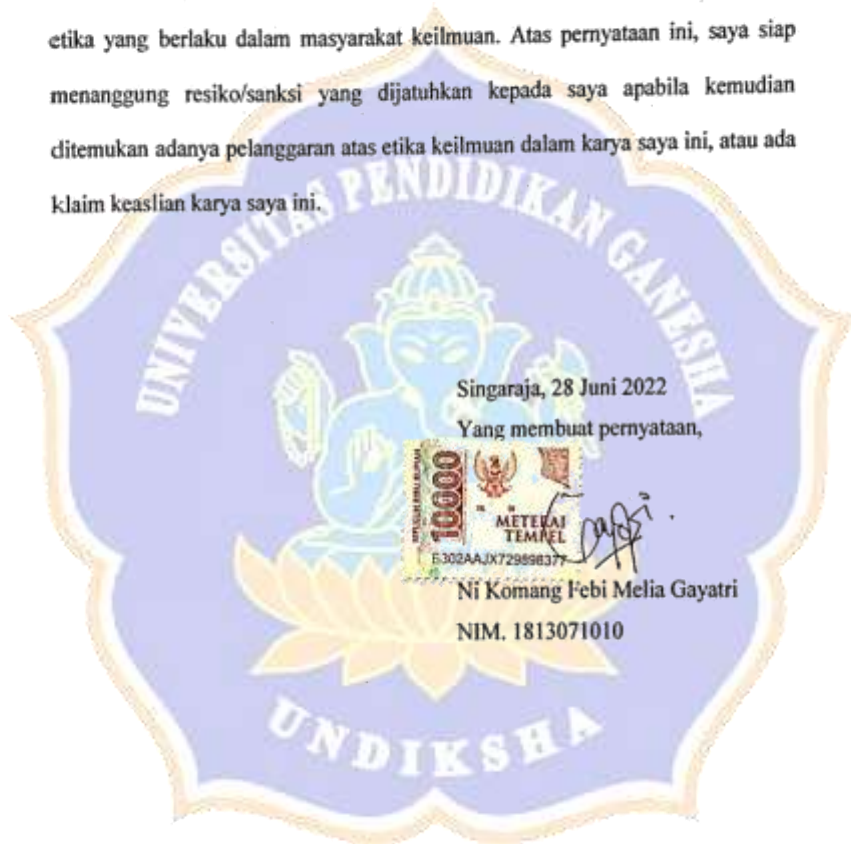 etika yang berlaku dalam masyarakat keilmuan. Atas pernyataan ini, saya siap
menanggung resiko/sanksi yang dijatuhkan kepada saya apabila kemudian
ditemukan adanya pelanggaran atas etika keilmuan dalam karya saya ini, atau ada
klaim keaslian karya saya ini.
UNIVERSITAS PENDIDIKAN GANESHA
Singaraja, 28 Juni 2022
Yang membuat pernyataan,
10000
METERAI
TEMPEL
Ni Komang Febi Melia Gayatri
NIM. 1813071010
UNDIKSHA